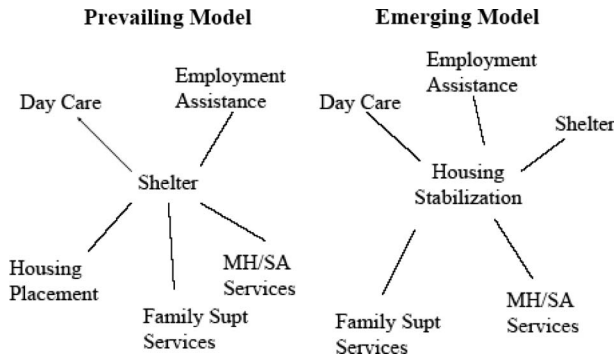 Prevailing Model
Day Care
Employment
Assistance
Shelter
Housing
Placement
Family Supt
Services
MH/SA
Services
Emerging Model
Day Care
Employment
Assistance
Shelter
Housing
Stabilization
Family Supt
Services
MH/SA
Services